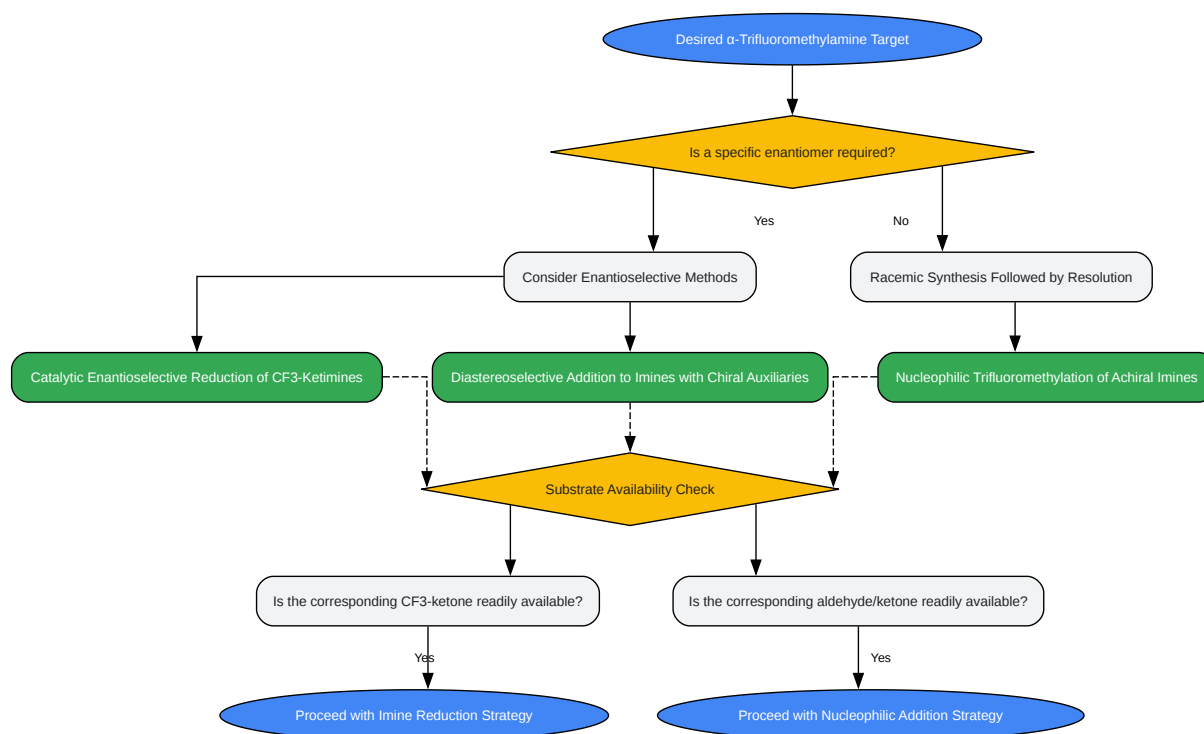 Desired α-Trifluoromethylamine Target
Is a specific enantiomer required?
Yes
No
Consider Enantioselective Methods
Racemic Synthesis Followed by Resolution
Catalytic Enantioselective Reduction of CF3-Ketimines
Diastereoselective Addition to Imines with Chiral Auxiliaries
Nucleophilic Trifluoromethylation of Achiral Imines
Substrate Availability Check
Is the corresponding CF3-ketone readily available?
Is the corresponding aldehyde/ketone readily available?
Yes
Yes
Proceed with Imine Reduction Strategy
Proceed with Nucleophilic Addition Strategy